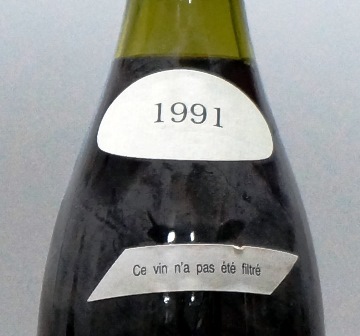 1991
Ce vin n'a pas été filtré